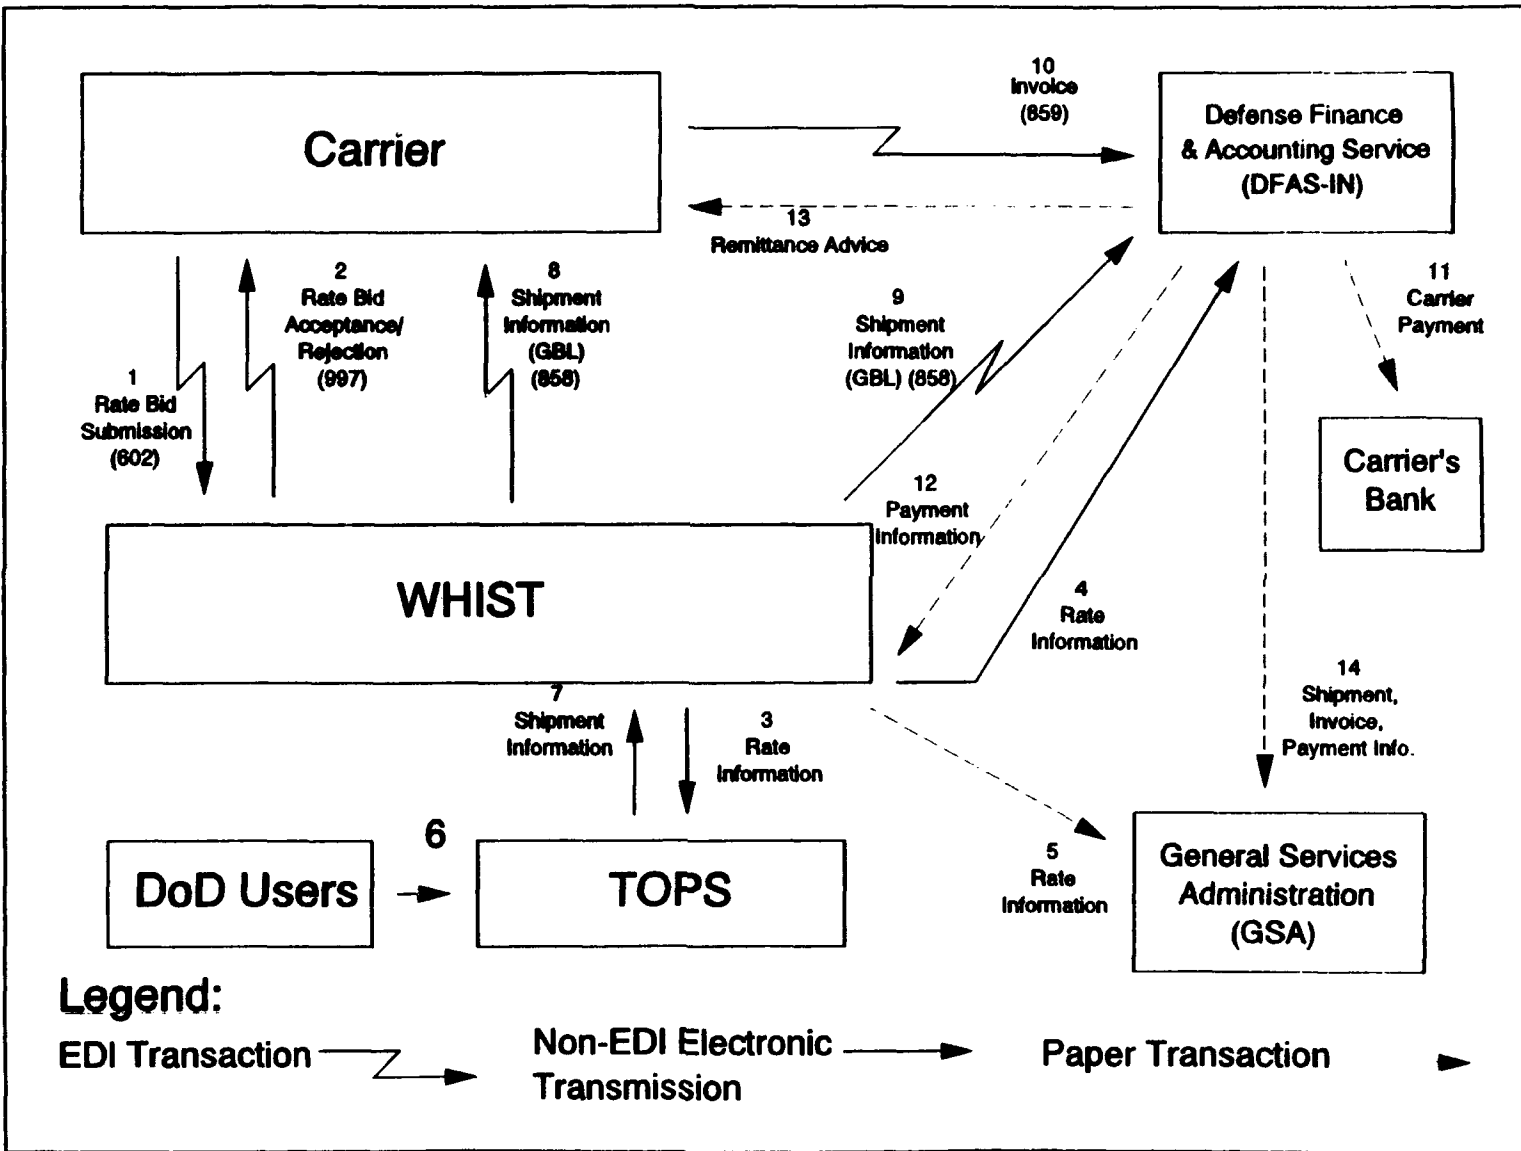 Carrier
10
Invoice
(859)
Defense Finance
& Accounting Service
(DFAS-IN)
13
Remittance Advice
1
Rate Bid
Submission
(602)
2
Rate Bid
Acceptance/
Rejection
(997)
8
Shipment
Information
(GBL)
(858)
9
Shipment
Information
(GBL) (858)
11
Carrier
Payment
Carrier's
Bank
12
Payment
Information
WHIST
4
Rate
Information
7
Shipment
Information
3
Rate
Information
14
Shipment,
Invoice,
Payment Info.
DoD Users
6
TOPS
5
Rate
Information
General Services
Administration
(GSA)
Legend:
EDI Transaction
Non-EDI Electronic
Transmission
Paper Transaction